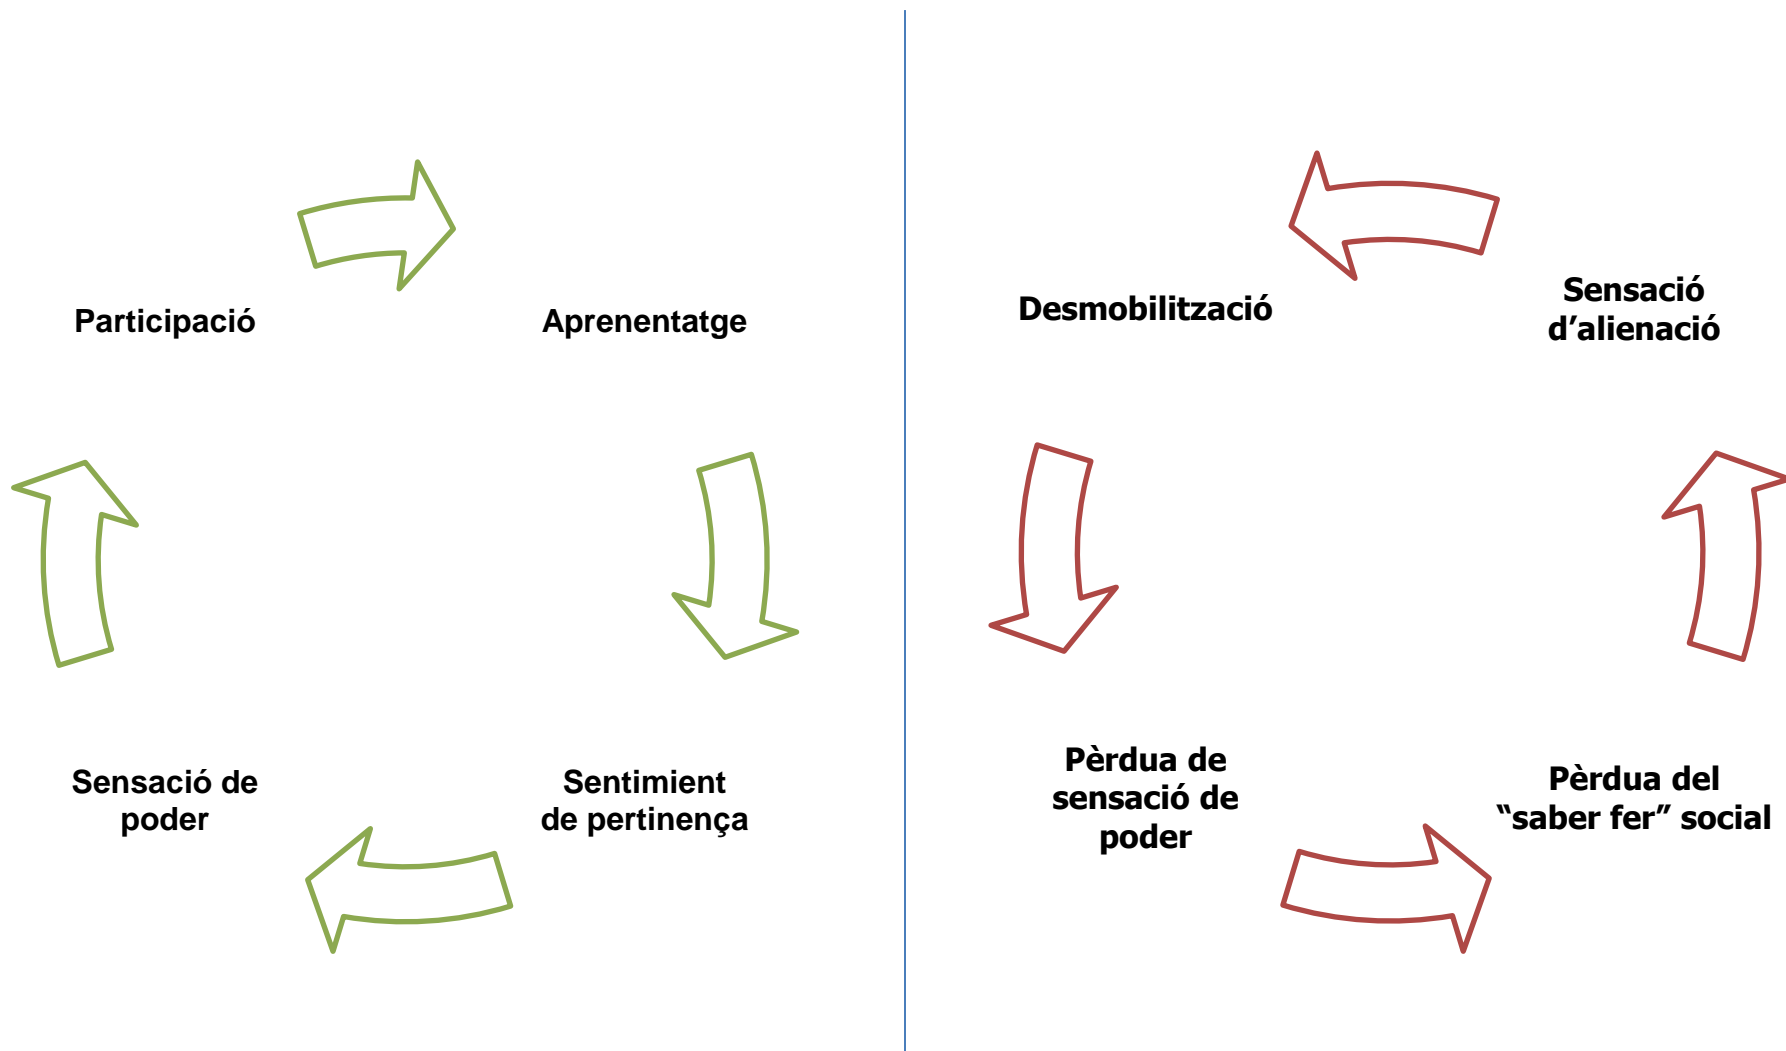 Participació
Aprenentatge
Sensació de
poder
Sentimient
de pertinença
Desmobilització
Sensació
d’alienació
Pèrdua de
sensació de
poder
Pèrdua del
“saber fer” social